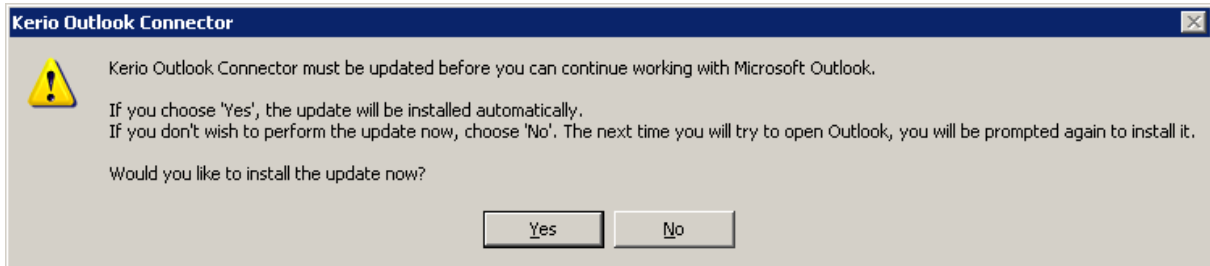 Kerio Outlook Connector
Kerio Outlook Connector must be updated before you can continue working with Microsoft Outlook.
If you choose 'Yes', the update will be installed automatically.
If you don't wish to perform the update now, choose 'No'. The next time you will try to open Outlook, you will be prompted again to install it.
Would you like to install the update now?
Yes
No